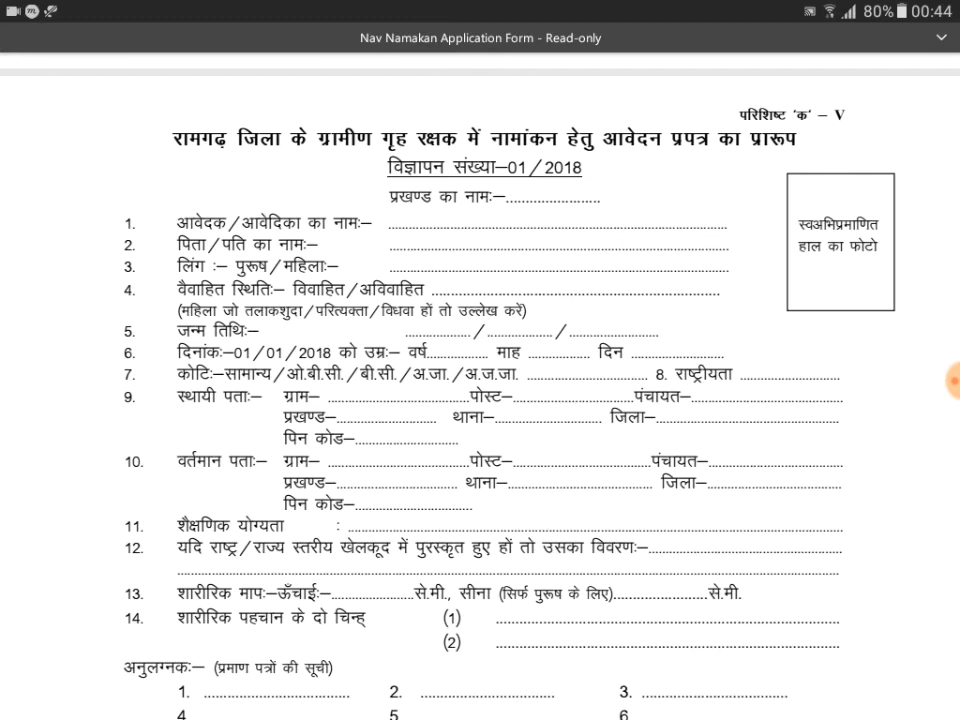 80% 00:44
Nav Namakan Application Form - Read-only
परिशिष्ट 'क' – V
रामगढ़ जिला के ग्रामीण गृह रक्षक में नामांकन हेतु आवेदन प्रपत्र का प्रारूप
विज्ञापन संख्या–01/2018
प्रखण्ड का नामः–........................
स्वअभिप्रमाणित
हाल का फोटो
1. आवेदक/आवेदिका का नामः– ........................
2. पिता/पति का नामः– ........................
3. लिंग :– पुरूष/महिलाः– ........................
4. वैवाहित स्थितिः– विवाहित/अविवाहित ........................
(महिला जो तलाकशुदा/परित्यक्ता/विधवा हों तो उल्लेख करें)
5. जन्म तिथिः– ................/................/................
6. दिनांकः–01/01/2018 को उम्रः– वर्ष................ माह ................ दिन ................
7. कोटिः–सामान्य/ओ.बी.सी./बी.सी./अ.जा./अ.ज.जा. ........................ 8. राष्ट्रीयता ................
9. स्थायी पताः– ग्राम– ................पोस्ट–................पंचायत–................
प्रखण्ड–................ थाना–................ जिला–................
पिन कोड–................
10. वर्तमान पताः– ग्राम– ................पोस्ट–................पंचायत–................
प्रखण्ड–................ थाना–................ जिला–................
पिन कोड–................
11. शैक्षणिक योग्यता : ........................
12. यदि राष्ट्र/राज्य स्तरीय खेलकूद में पुरस्कृत हुए हों तो उसका विवरणः–................
........................
13. शारीरिक मापः–ऊँचाईः–................से.मी., सीना (सिर्फ पुरूष के लिए)................से.मी.
14. शारीरिक पहचान के दो चिन्ह् (1) ........................
(2) ........................
अनुलग्नकः– (प्रमाण पत्रों की सूची)
1. ................ 2. ................ 3. ................
4 5 6